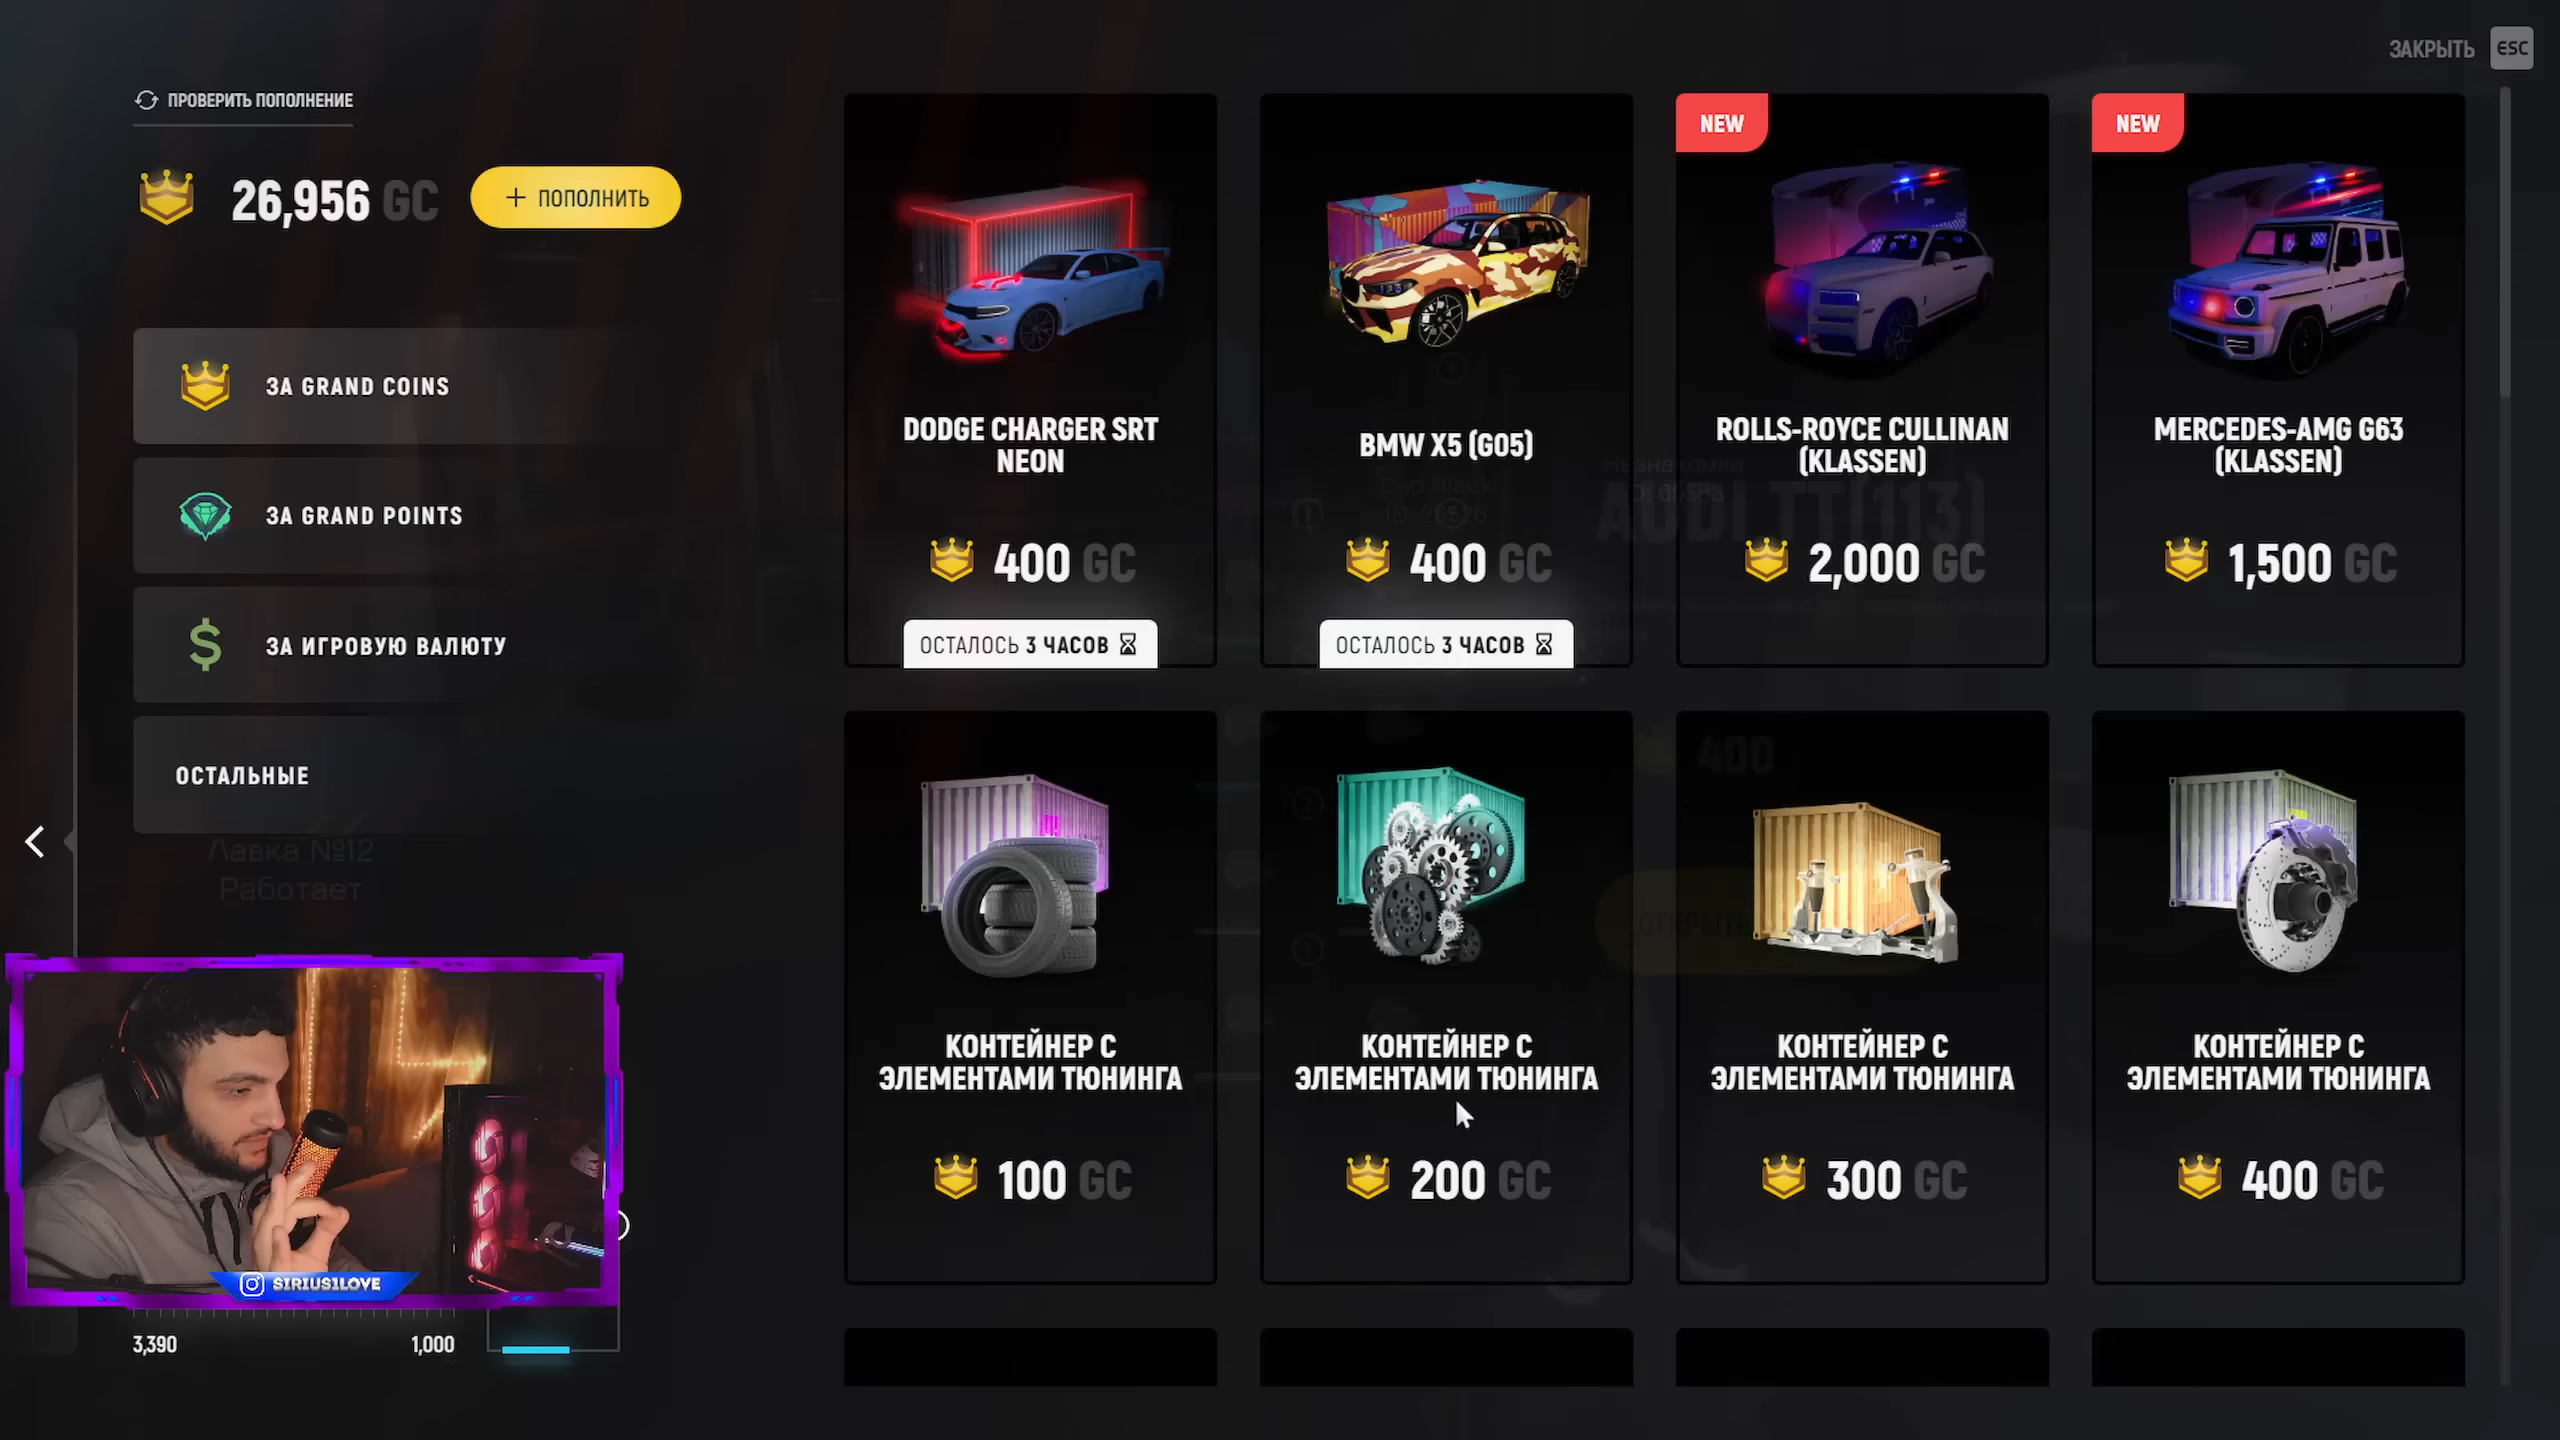 ЗАКРЫТЬ ESC
ПРОВЕРИТЬ ПОПОЛНЕНИЕ
26,956 GC
+ ПОПОЛНИТЬ
ЗА GRAND COINS
ЗА GRAND POINTS
$ ЗА ИГРОВУЮ ВАЛЮТУ
ОСТАЛЬНЫЕ
Лавка №12
Работает
DODGE CHARGER SRT
NEON
400 GC
ОСТАЛОСЬ 3 ЧАСОВ
BMW X5 (G05)
400 GC
ОСТАЛОСЬ 3 ЧАСОВ
NEW
ROLLS-ROYCE CULLINAN
(KLASSEN)
2,000 GC
NEW
MERCEDES-AMG G63
(KLASSEN)
1,500 GC
AUDI TT(113)
400
КОНТЕЙНЕР С
ЭЛЕМЕНТАМИ ТЮНИНГА
100 GC
КОНТЕЙНЕР С
ЭЛЕМЕНТАМИ ТЮНИНГА
200 GC
КОНТЕЙНЕР С
ЭЛЕМЕНТАМИ ТЮНИНГА
300 GC
КОНТЕЙНЕР С
ЭЛЕМЕНТАМИ ТЮНИНГА
400 GC
SIRIUS1LOVE
3,390
1,000